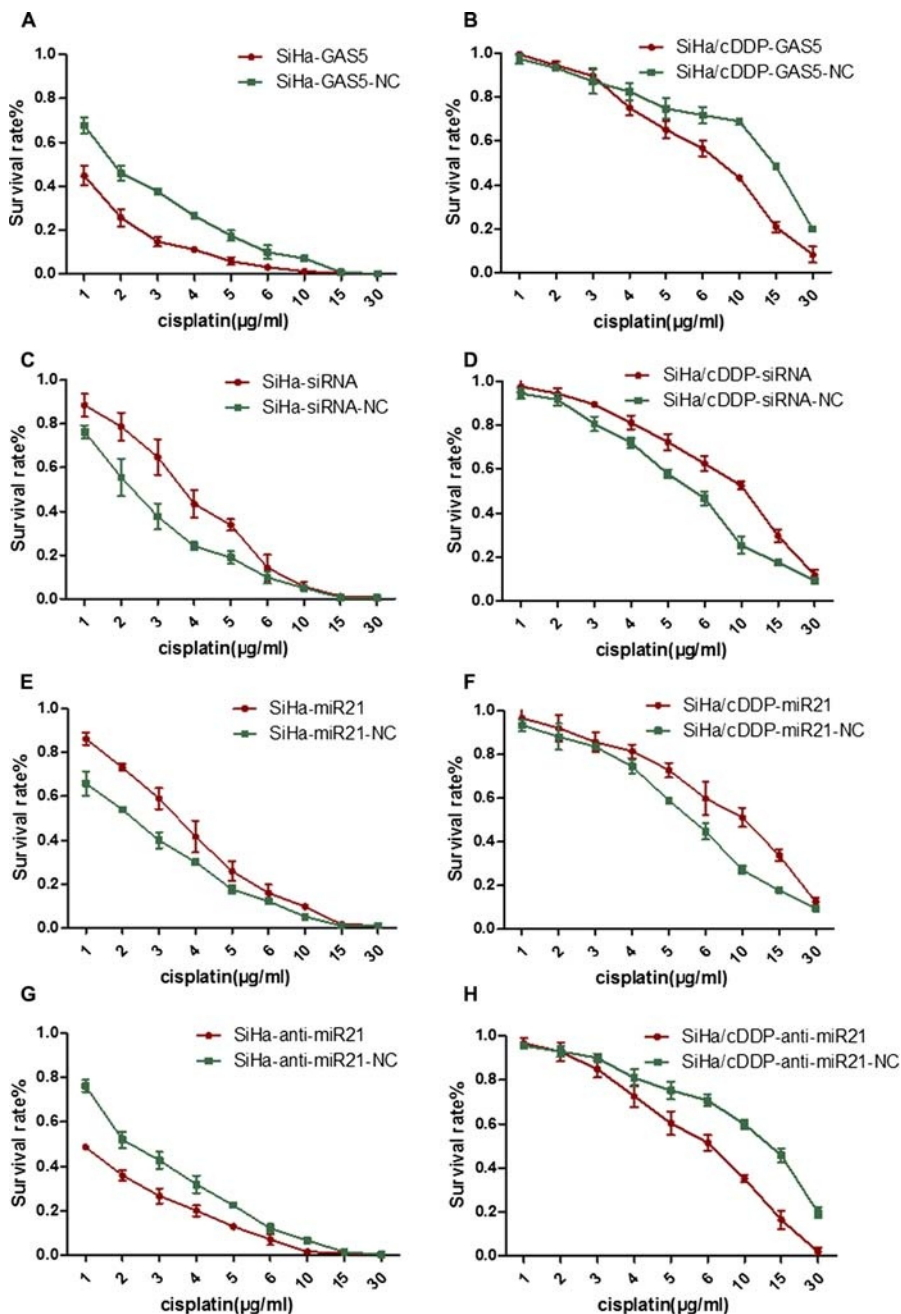 A
SiHa-GAS5
SiHa-GAS5-NC
Survival rate%
1.0
0.8
0.6
0.4
0.2
0.0
1 2 3 4 5 6 10 15 30
cisplatin(µg/ml)
B
SiHa/cDDP-GAS5
SiHa/cDDP-GAS5-NC
Survival rate%
1.0
0.8
0.6
0.4
0.2
0.0
1 2 3 4 5 6 10 15 30
cisplatin(µg/ml)
C
SiHa-siRNA
SiHa-siRNA-NC
Survival rate%
1.0
0.8
0.6
0.4
0.2
0.0
1 2 3 4 5 6 10 15 30
cisplatin(µg/ml)
D
SiHa/cDDP-siRNA
SiHa/cDDP-siRNA-NC
Survival rate%
1.0
0.8
0.6
0.4
0.2
0.0
1 2 3 4 5 6 10 15 30
cisplatin(µg/ml)
E
SiHa-miR21
SiHa-miR21-NC
Survival rate%
1.0
0.8
0.6
0.4
0.2
0.0
1 2 3 4 5 6 10 15 30
cisplatin(µg/ml)
F
SiHa/cDDP-miR21
SiHa/cDDP-miR21-NC
Survival rate%
1.0
0.8
0.6
0.4
0.2
0.0
1 2 3 4 5 6 10 15 30
cisplatin(µg/ml)
G
SiHa-anti-miR21
SiHa-anti-miR21-NC
Survival rate%
1.0
0.8
0.6
0.4
0.2
0.0
1 2 3 4 5 6 10 15 30
cisplatin(µg/ml)
H
SiHa/cDDP-anti-miR21
SiHa/cDDP-anti-miR21-NC
Survival rate%
1.0
0.8
0.6
0.4
0.2
0.0
1 2 3 4 5 6 10 15 30
cisplatin(µg/ml)